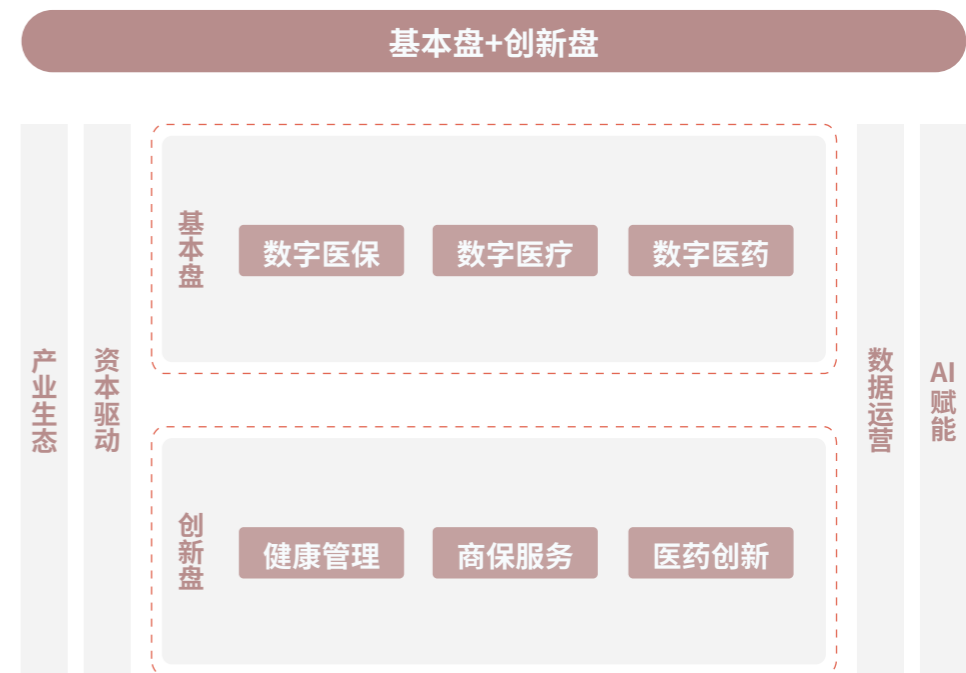 基本盘+创新盘
产业生态
资本驱动
基本盘
数字医保
数字医疗
数字医药
创新盘
健康管理
商保服务
医药创新
数据运营
AI赋能